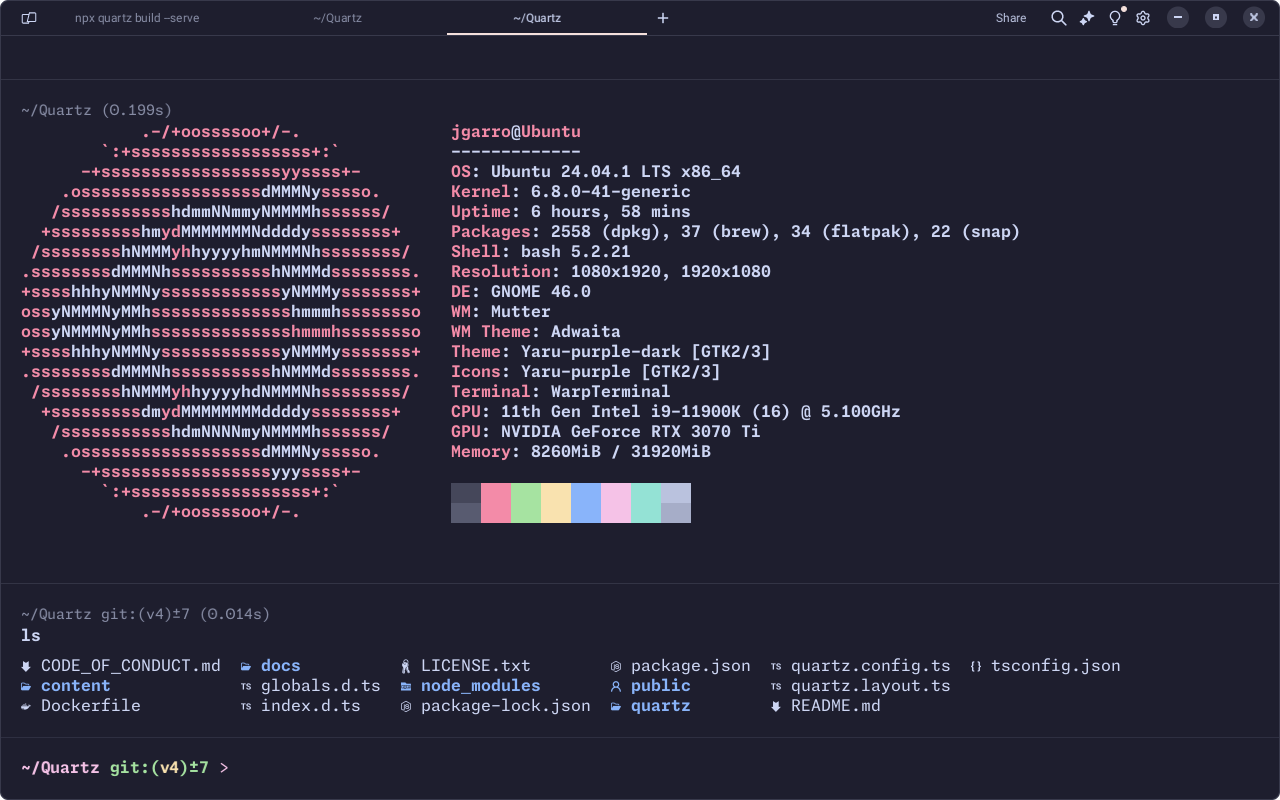 npx quartz build –serve ~/Quartz ~/Quartz + Share
~/Quartz (0.199s)
.-/+oossssoo+/-. jgarro@Ubuntu
`:+ssssssssssssssssss+:` -------------
-+ssssssssssssssssssyyssss+- OS: Ubuntu 24.04.1 LTS x86_64
.ossssssssssssssssssdMMMNysssso. Kernel: 6.8.0-41-generic
/ssssssssssshdmmNNmmyNMMMMhssssss/ Uptime: 6 hours, 58 mins
+ssssssssshmydMMMMMMMNddddyssssssss+ Packages: 2558 (dpkg), 37 (brew), 34 (flatpak), 22 (snap)
/sssssssshNMMMyhhyyyyhmNMMMNhssssssss/ Shell: bash 5.2.21
.ssssssssdMMMNhsssssssssshNMMMdssssssss. Resolution: 1080x1920, 1920x1080
+sssshhhyNMMNyssssssssssssyNMMMysssssss+ DE: GNOME 46.0
ossyNMMMNyMMhsssssssssssssshmmmhssssssso WM: Mutter
ossyNMMMNyMMhsssssssssssssshmmmhssssssso WM Theme: Adwaita
+sssshhhyNMMNyssssssssssssyNMMMysssssss+ Theme: Yaru-purple-dark [GTK2/3]
.ssssssssdMMMNhsssssssssshNMMMdssssssss. Icons: Yaru-purple [GTK2/3]
/sssssssshNMMMyhhyyyyhdNMMMNhssssssss/ Terminal: WarpTerminal
+sssssssssdmydMMMMMMMMddddyssssssss+ CPU: 11th Gen Intel i9-11900K (16) @ 5.100GHz
/ssssssssssshdmNNNNmyNMMMMhssssss/ GPU: NVIDIA GeForce RTX 3070 Ti
.ossssssssssssssssssdMMMNysssso. Memory: 8260MiB / 31920MiB
-+sssssssssssssssssyyyssss+-
`:+ssssssssssssssssss+:`
.-/+oossssoo+/-.
~/Quartz git:(v4)±7 (0.014s)
ls
CODE_OF_CONDUCT.md docs LICENSE.txt package.json TS quartz.config.ts {} tsconfig.json
content TS globals.d.ts node_modules public TS quartz.layout.ts
Dockerfile TS index.d.ts package-lock.json quartz README.md
~/Quartz git:(v4)±7 >